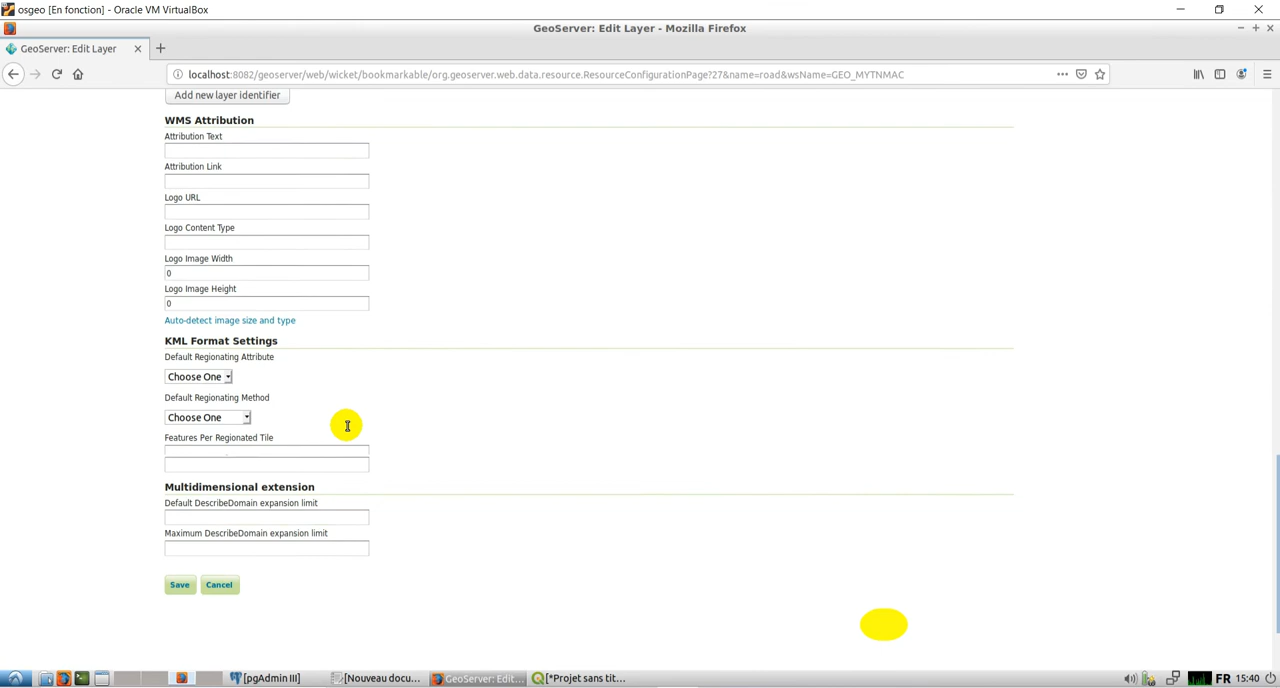 osgeo [En fonction] - Oracle VM VirtualBox
GeoServer: Edit Layer - Mozilla Firefox
GeoServer: Edit Layer
localhost:8082/geoserver/web/wicket/bookmarkable/org.geoserver.web.data.resource.ResourceConfigurationPage?27&name=road&wsName=GEO_MYTNMAC
Add new layer identifier
WMS Attribution
Attribution Text
Attribution Link
Logo URL
Logo Content Type
Logo Image Width
0
Logo Image Height
0
Auto-detect image size and type
KML Format Settings
Default Regionating Attribute
Choose One
Default Regionating Method
Choose One
Features Per Regionated Tile
Multidimensional extension
Default DescribeDomain expansion limit
Maximum DescribeDomain expansion limit
Save Cancel
[pgAdmin III] [Nouveau docu... GeoServer: Edit... [*Projet sans tit... FR 15:40